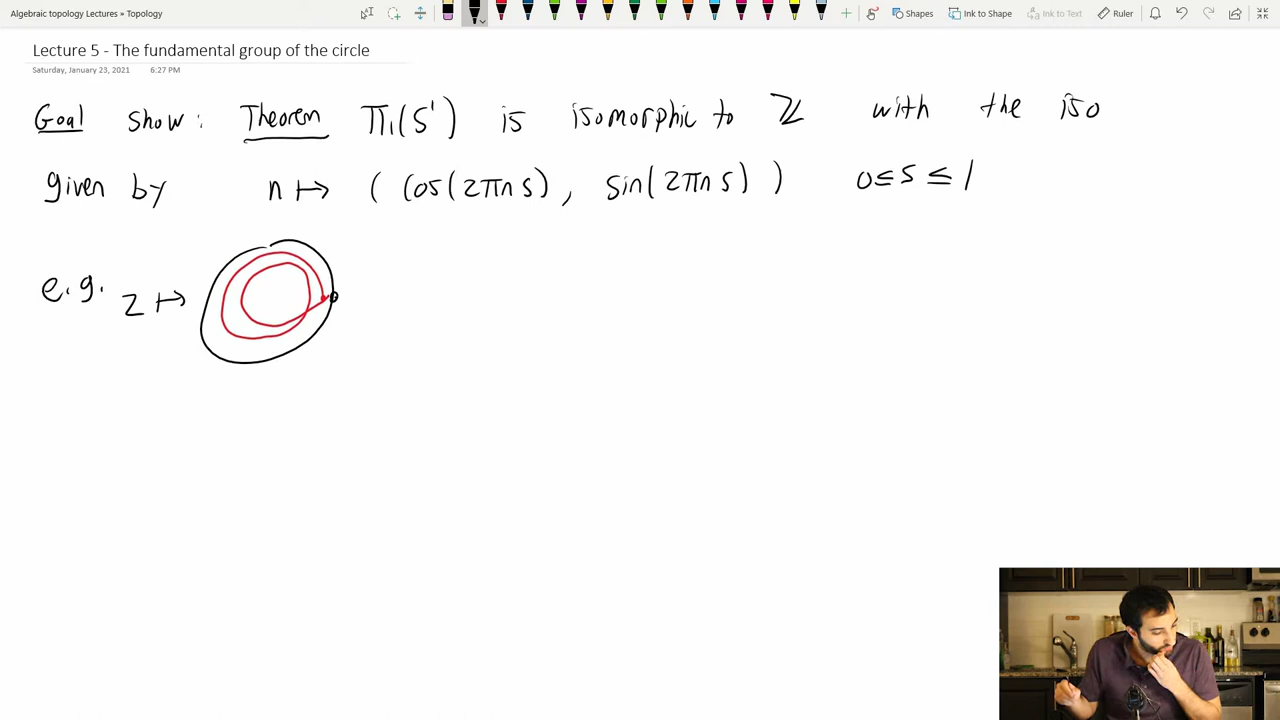 Algebraic topology Lectures » Topology
Shapes Ink to Shape Ink to Text Ruler
Lecture 5 - The fundamental group of the circle
Saturday, January 23, 2021 6:27 PM
Goal show: Theorem π₁(S¹) is isomorphic to ℤ with the iso
given by n ↦ ( cos(2πn s), sin(2πn s) ) 0≤s≤1
e.g. 2 ↦